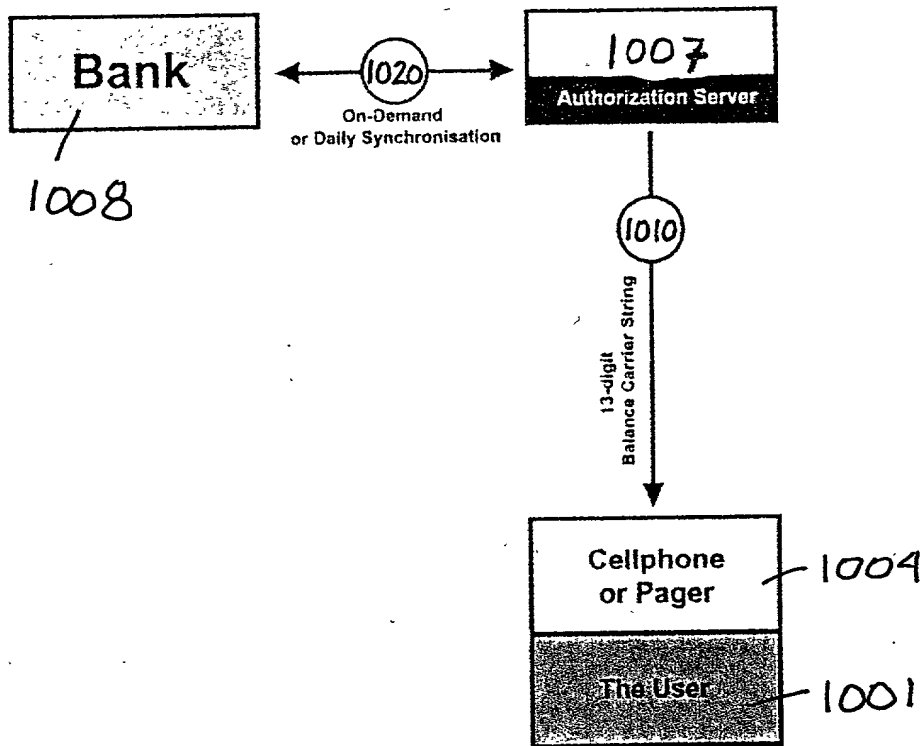 Bank
1020
On-Demand
or Daily Synchronisation
1007
Authorization Server
1008
1010
13-digit
Balance Carrier String
Cellphone
or Pager
1004
The User
1001